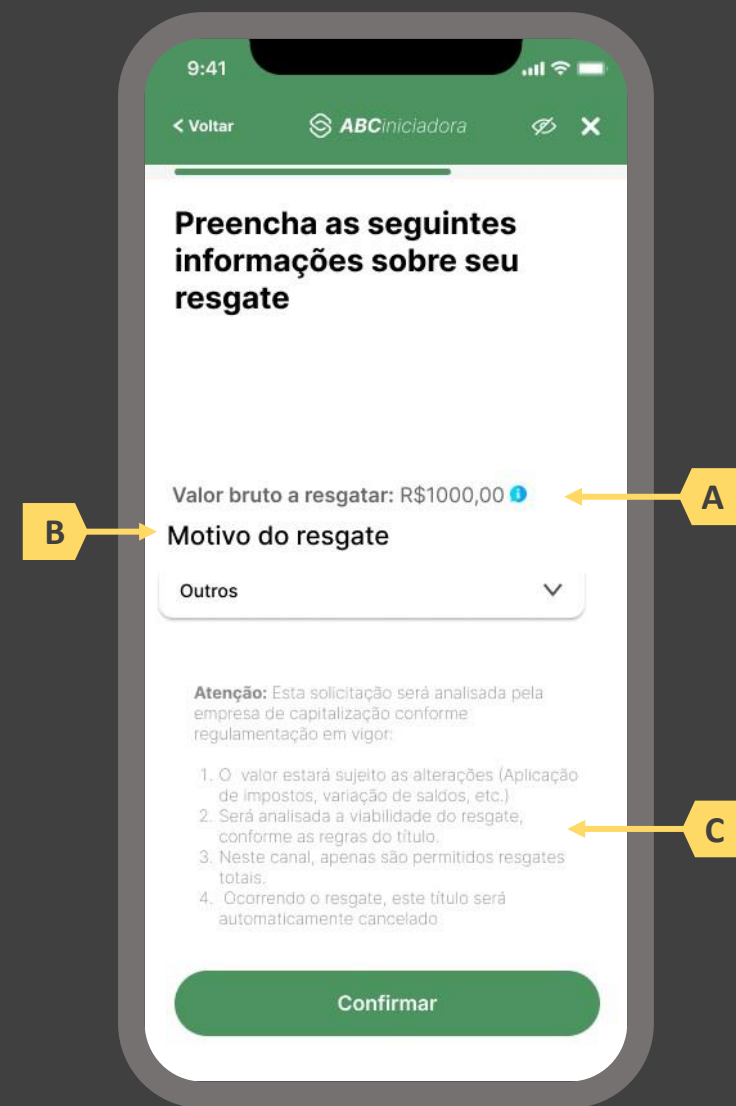 9:41
< Voltar
ABCiniciadora
Preencha as seguintes
informações sobre seu
resgate
Valor bruto a resgatar: R$1000,00
A
B
Motivo do resgate
Outros
Atenção: Esta solicitação será analisada pela
empresa de capitalização conforme
regulamentação em vigor:
1. O valor estará sujeito as alterações (Aplicação
de impostos, variação de saldos, etc.)
2. Será analisada a viabilidade do resgate,
conforme as regras do título.
3. Neste canal, apenas são permitidos resgates
totais.
4. Ocorrendo o resgate, este título será
automaticamente cancelado
C
Confirmar